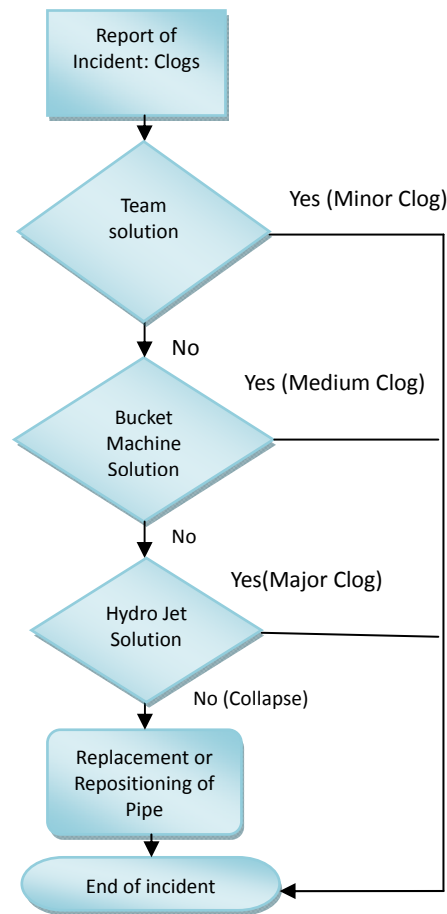 Report of
Incident: Clogs
Team
solution
Yes (Minor Clog)
No
Yes (Medium Clog)
Bucket
Machine
Solution
No
Yes(Major Clog)
Hydro Jet
Solution
No (Collapse)
Replacement or
Repositioning of
Pipe
End of incident